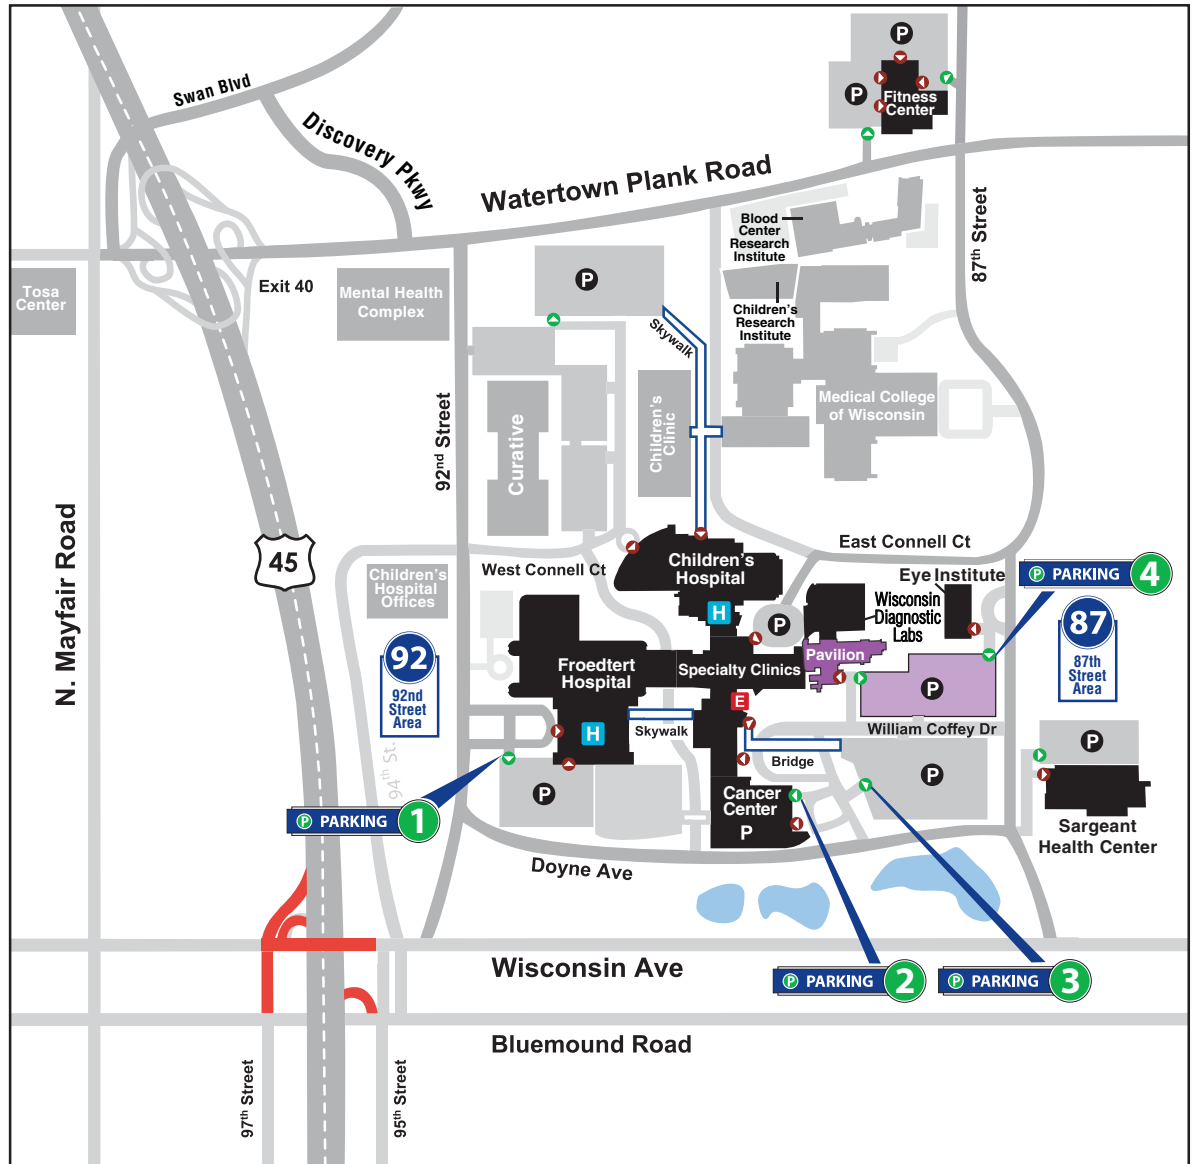 P
P
Fitness
Center
Swan Blvd
Discovery Pkwy
Watertown Plank Road
87th Street
Blood
Center
Research
Institute
Tosa
Center
Exit 40
Mental Health
Complex
P
Skywalk
Children's
Research
Institute
Medical College
of Wisconsin
92nd Street
Curative
Children's
Clinic
N. Mayfair Road
45
West Connell Ct
Children's
Hospital
East Connell Ct
Children's
Hospital
Offices
Eye Institute
P PARKING 4
H
P
Wisconsin
Diagnostic
Labs
92
92nd
Street
Area
87
87th
Street
Area
Froedtert
Hospital
Specialty Clinics
Pavilion
P
E
H
Skywalk
William Coffey Dr
Bridge
P
P
94th St.
P
Cancer
Center
P
P PARKING 1
Sargeant
Health Center
Doyne Ave
Wisconsin Ave
P PARKING 2
P PARKING 3
Bluemound Road
97th Street
95th Street